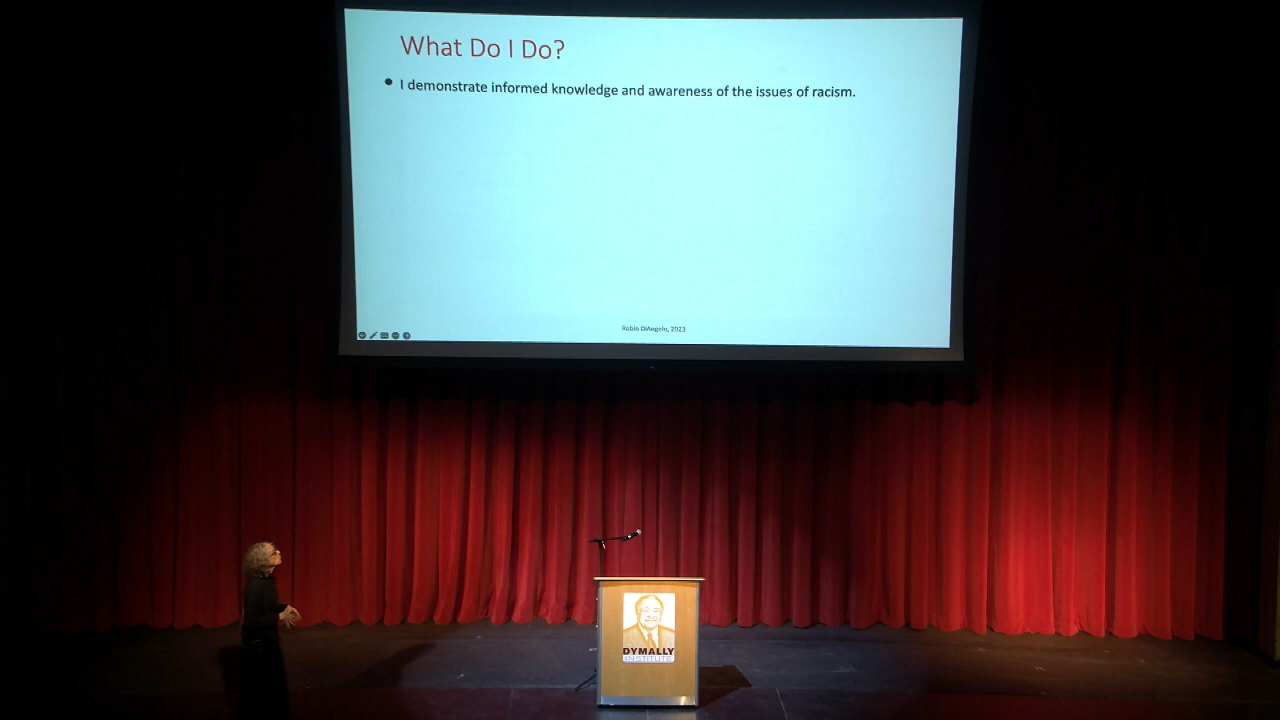 What Do I Do?
I demonstrate informed knowledge and awareness of the issues of racism.
Robin DiAngelo, 2023
DYMALLY
INSTITUTE